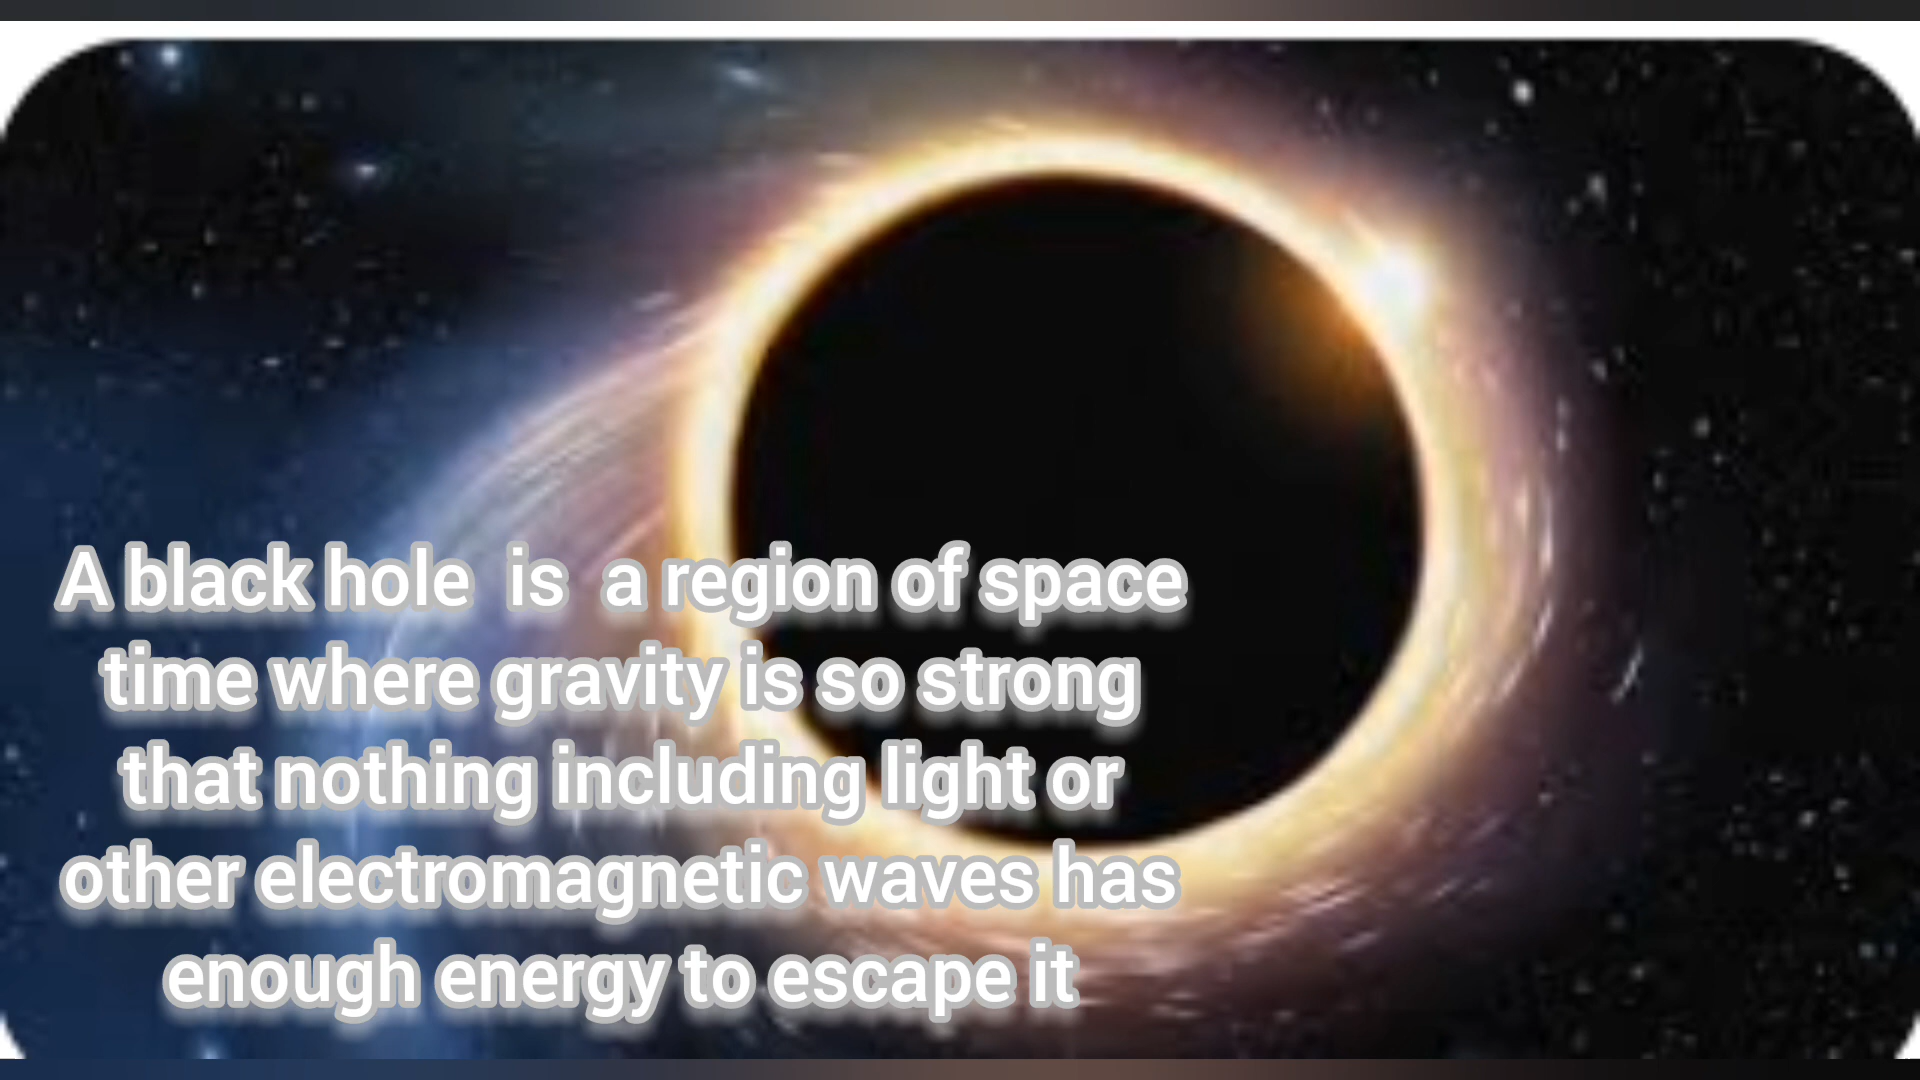 A black hole is a region of space
time where gravity is so strong
that nothing including light or
other electromagnetic waves has
enough energy to escape it